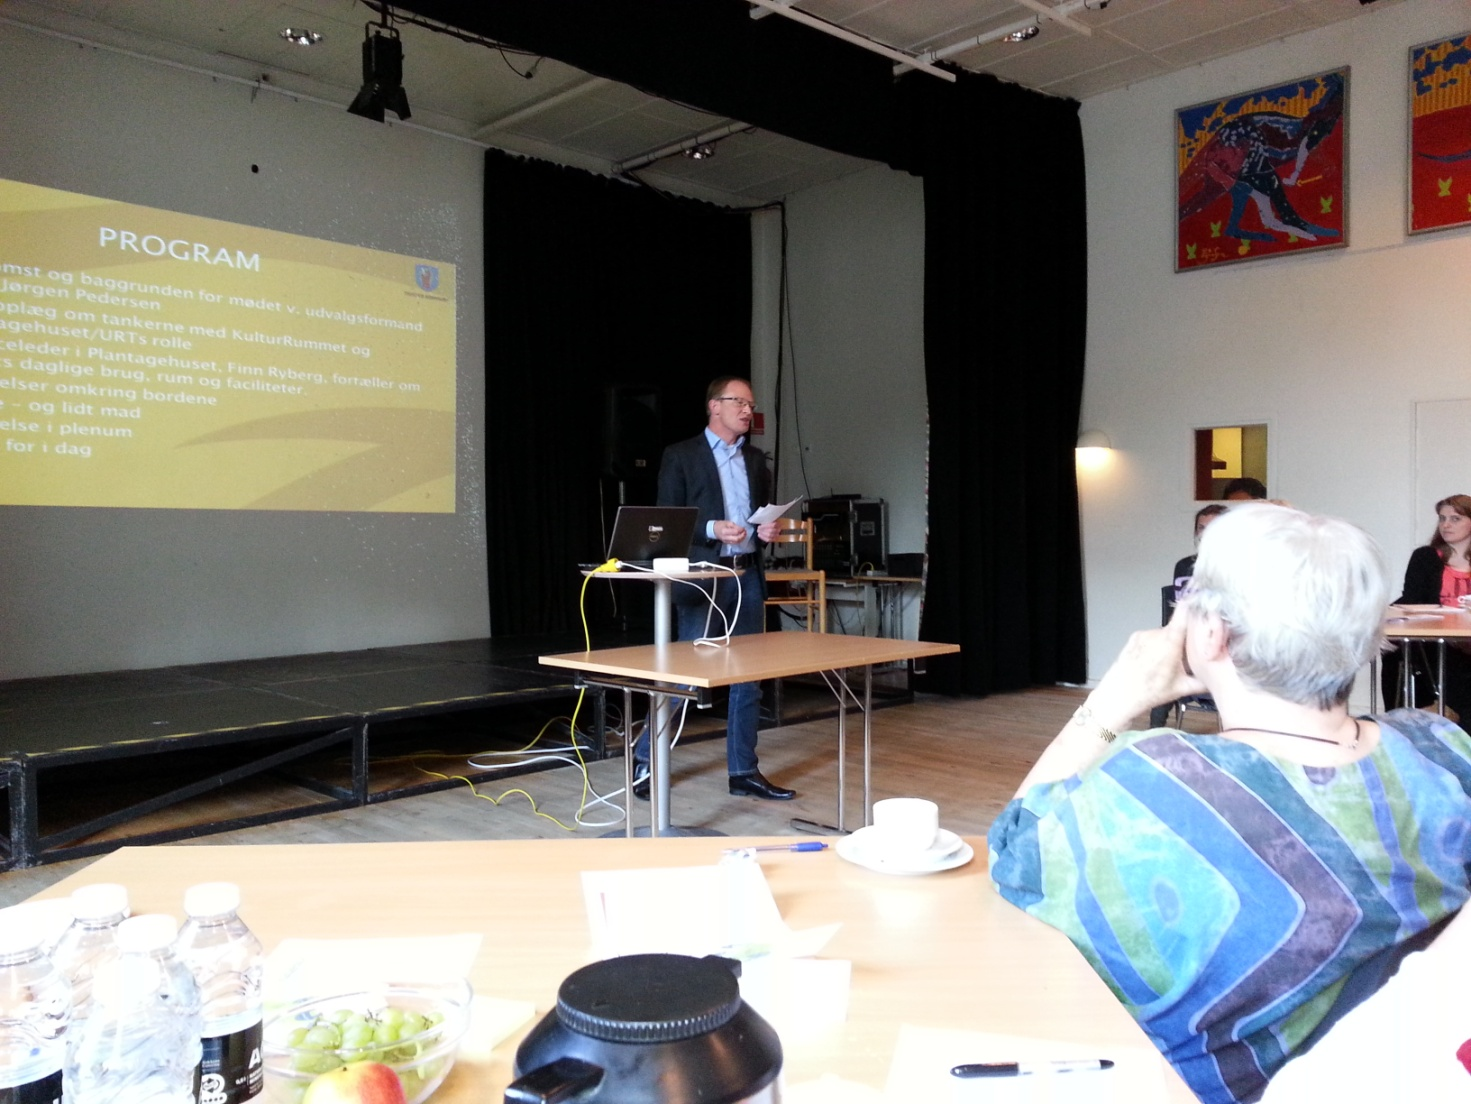 PROGRAM
mst og baggrunden for mødet v. udvalgsformand
Jørgen Pedersen
oplæg om tankerne med KulturRummet og
agehuset/URTs rolle
celeder i Plantagehuset, Finn Ryberg, fortæller om
ts daglige brug, rum og faciliteter.
elser omkring bordene
e – og lidt mad
else i plenum
for i dag